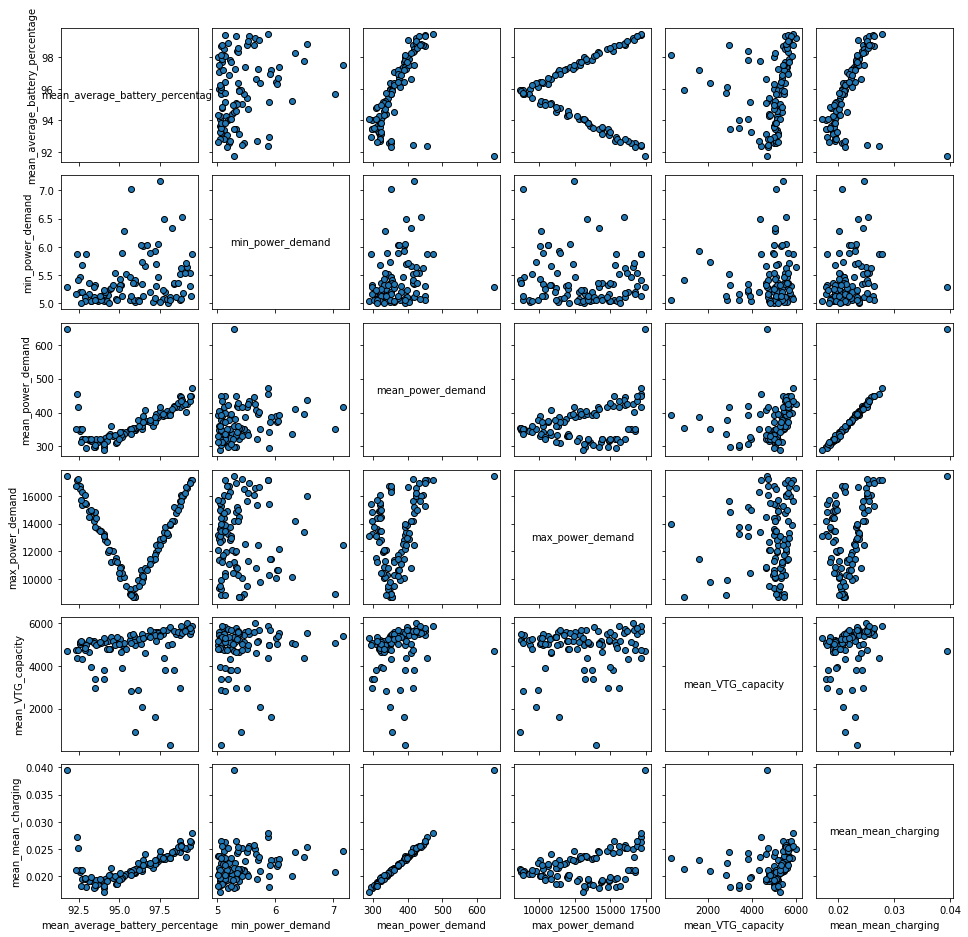 mean_average_battery_percentage
98
96
94
92
mean_average_battery_percentag
min_power_demand
7.0
6.5
6.0
5.5
5.0
min_power_demand
mean_power_demand
600
500
400
300
mean_power_demand
max_power_demand
16000
14000
12000
10000
max_power_demand
mean_VTG_capacity
6000
4000
2000
mean_VTG_capacity
mean_mean_charging
0.040
0.035
0.030
0.025
0.020
mean_mean_charging
92.5 95.0 97.5
5 6 7
300 400 500 600
10000 12500 15000 17500
2000 4000 6000
0.02 0.03 0.04
mean_average_battery_percentage
min_power_demand
mean_power_demand
max_power_demand
mean_VTG_capacity
mean_mean_charging